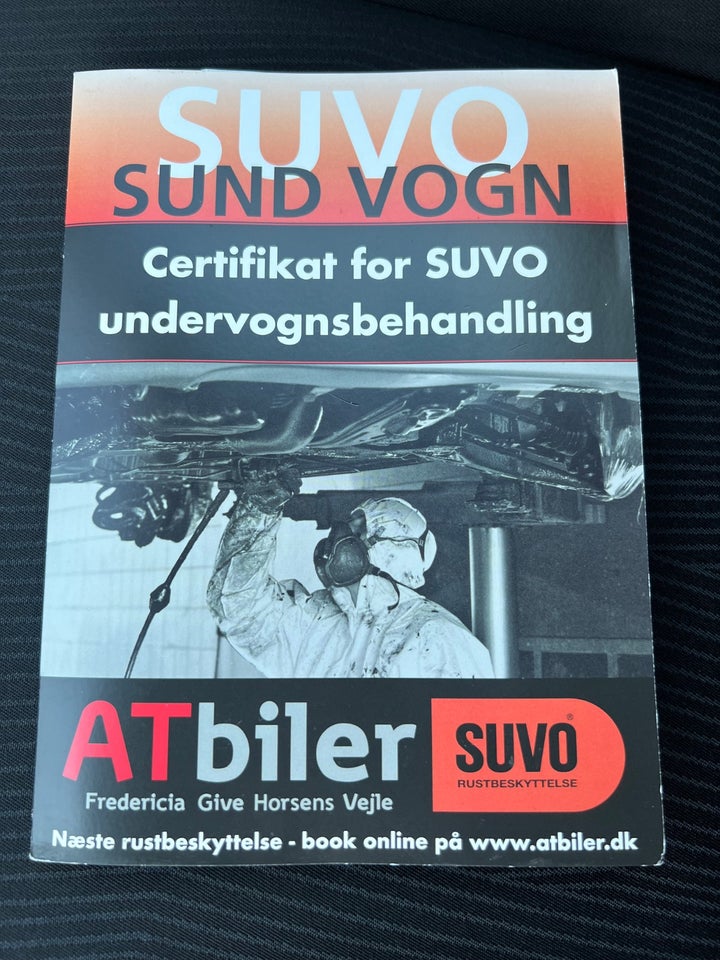 SUVO
SUND VOGN
Certifikat for SUVO
undervognsbehandling
ATbiler
Fredericia Give Horsens Vejle
SUVO®
RUSTBESKYTTELSE
Næste rustbeskyttelse - book online på www.atbiler.dk